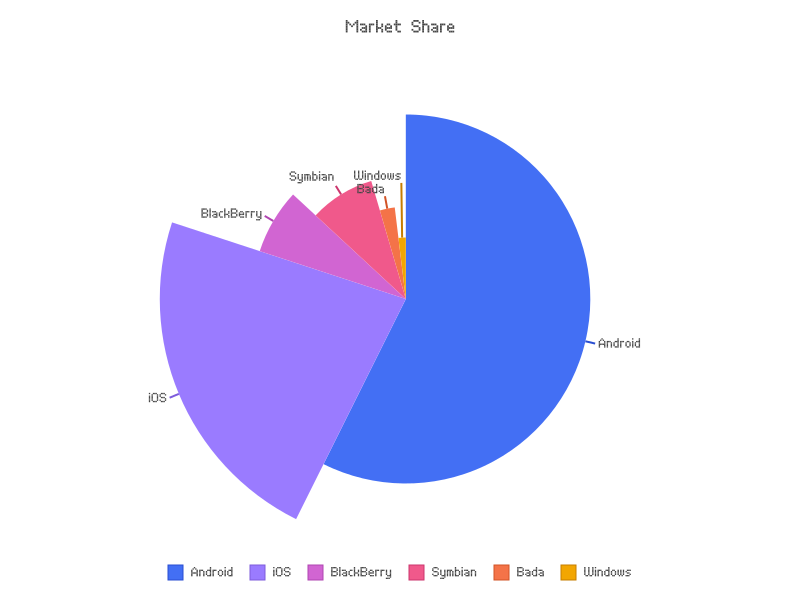 Market Share
Symbian
Windows
Bada
BlackBerry
Android
iOS
Android iOS BlackBerry Symbian Bada Windows